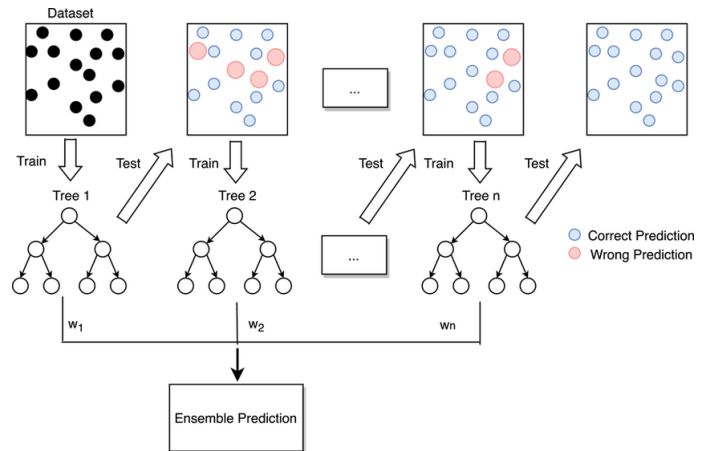 Dataset
...
Train
Test
Train
Test
Train
Test
Tree 1
Tree 2
Tree n
...
Correct Prediction
Wrong Prediction
w1
w2
wn
Ensemble Prediction